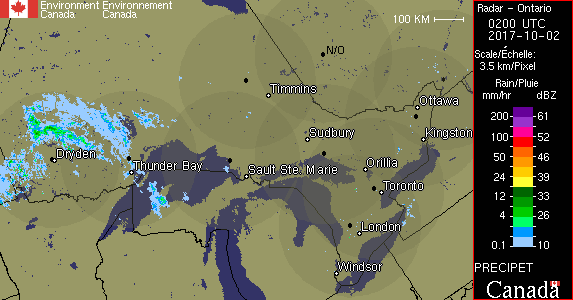 Environment Environnement
Canada Canada
100 KM
N/O
Timmins
Ottawa
Sudbury
Kingston
Dryden
Thunder Bay
Sault Ste. Marie
Orillia
Toronto
London
Windsor
Radar - Ontario
0200 UTC
2017-10-02
Scale/Échelle:
3.5 km/Pixel
Rain/Pluie
mm/hr dBZ
200 61
100 52
50 46
24 39
12 33
4 26
0.1 10
PRECIPET
Canada